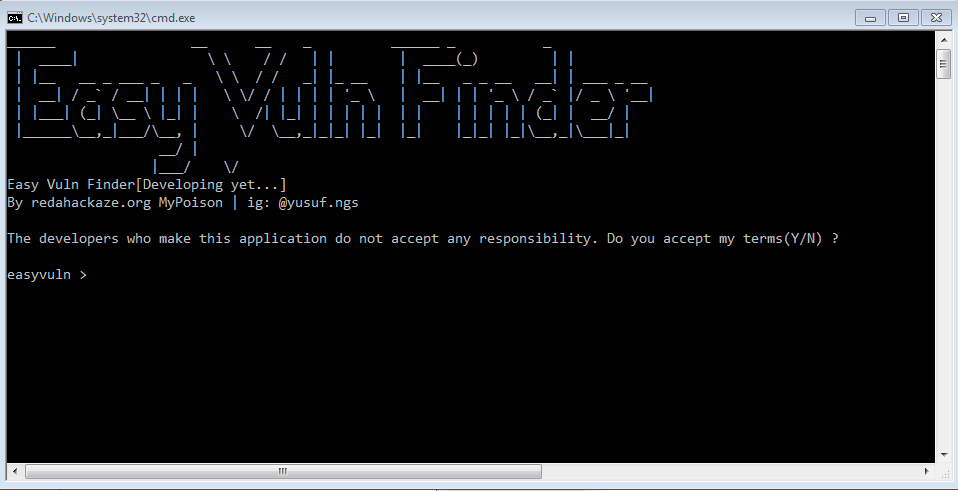 C:\Windows\system32\cmd.exe
Easy Vuln Finder
Easy Vuln Finder[Developing yet...]
By redahackaze.org MyPoison | ig: @yusuf.ngs
The developers who make this application do not accept any responsibility. Do you accept my terms(Y/N) ?
easyvuln >